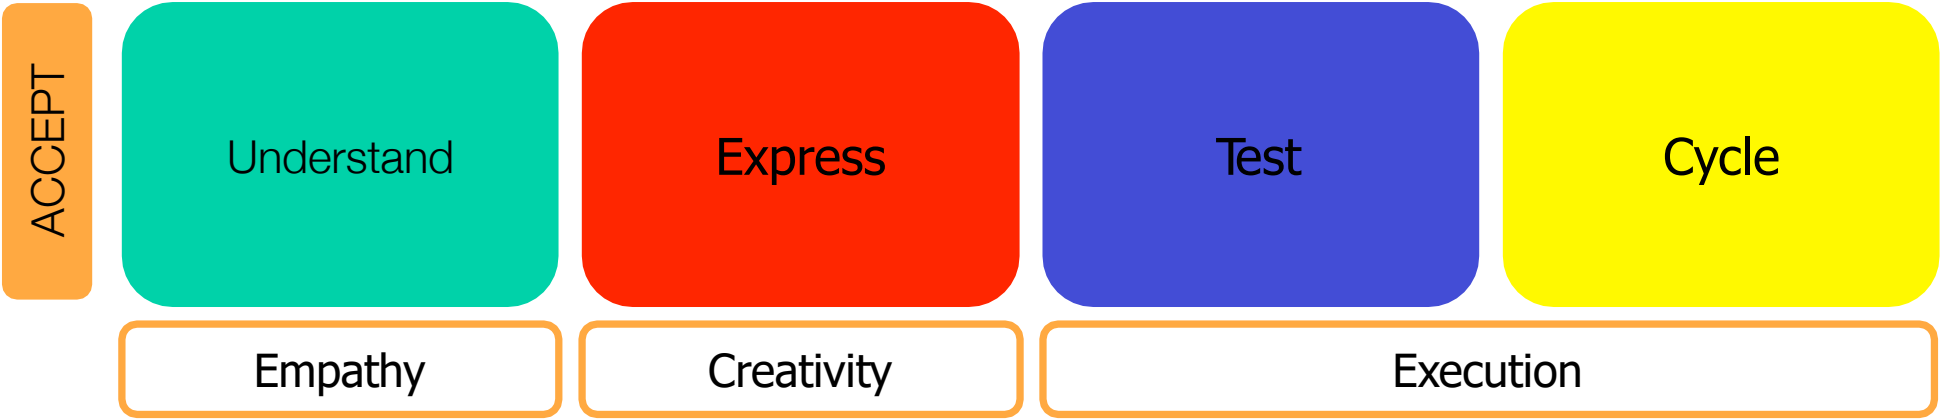 ACCEPT
Understand
Express
Test
Cycle
Empathy
Creativity
Execution